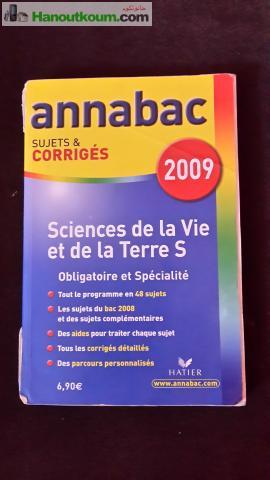 حانوتكوم
Hanoutkoum.com
annabac
SUJETS &
CORRIGÉS
2009
Sciences de la Vie
et de la Terre S
Obligatoire et Spécialité
Tout le programme en 48 sujets
Les sujets du bac 2008
et des sujets complémentaires
Des aides pour traiter chaque sujet
Tous les corrigés détaillés
Des parcours personnalisés
6,90€
HATIER
www.annabac.com